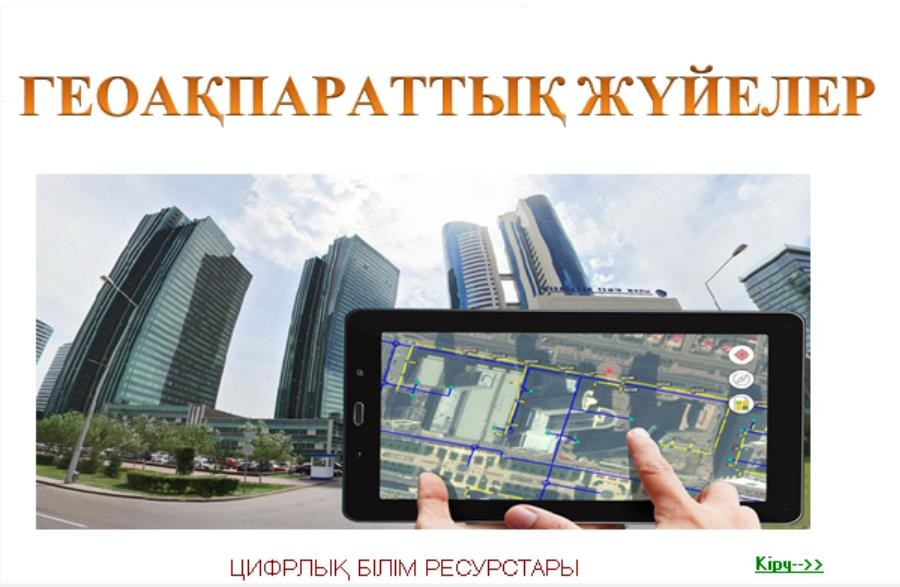 ГЕОАҚПАРАТТЫҚ ЖҮЙЕЛЕР
ЦИФРЛЫҚ БІЛІМ РЕСУРСТАРЫ
Кіру-->>